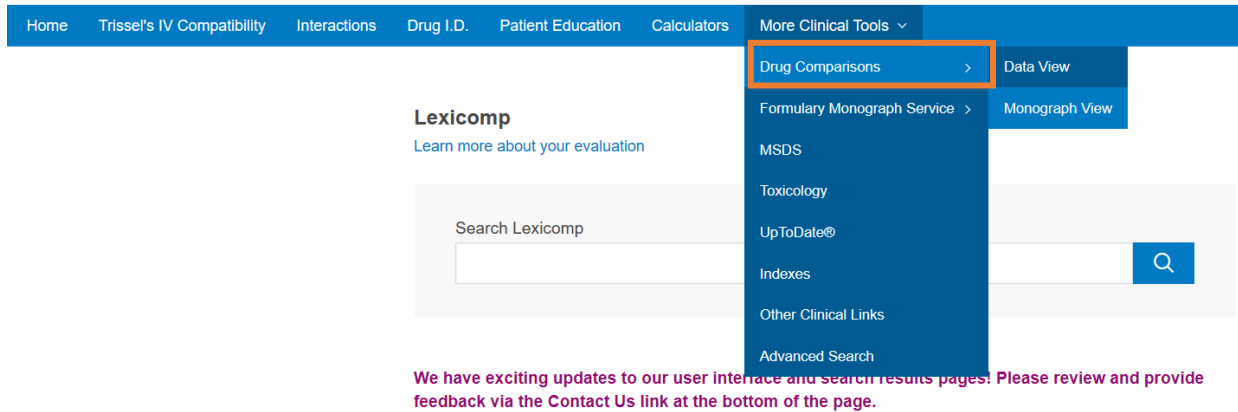 Home Trissel's IV Compatibility Interactions Drug I.D. Patient Education Calculators More Clinical Tools
Drug Comparisons
Data View
Formulary Monograph Service
Monograph View
MSDS
Toxicology
UpToDate®
Indexes
Other Clinical Links
Advanced Search
Lexicomp
Learn more about your evaluation
Search Lexicomp
We have exciting updates to our user interface and search results pages! Please review and provide
feedback via the Contact Us link at the bottom of the page.